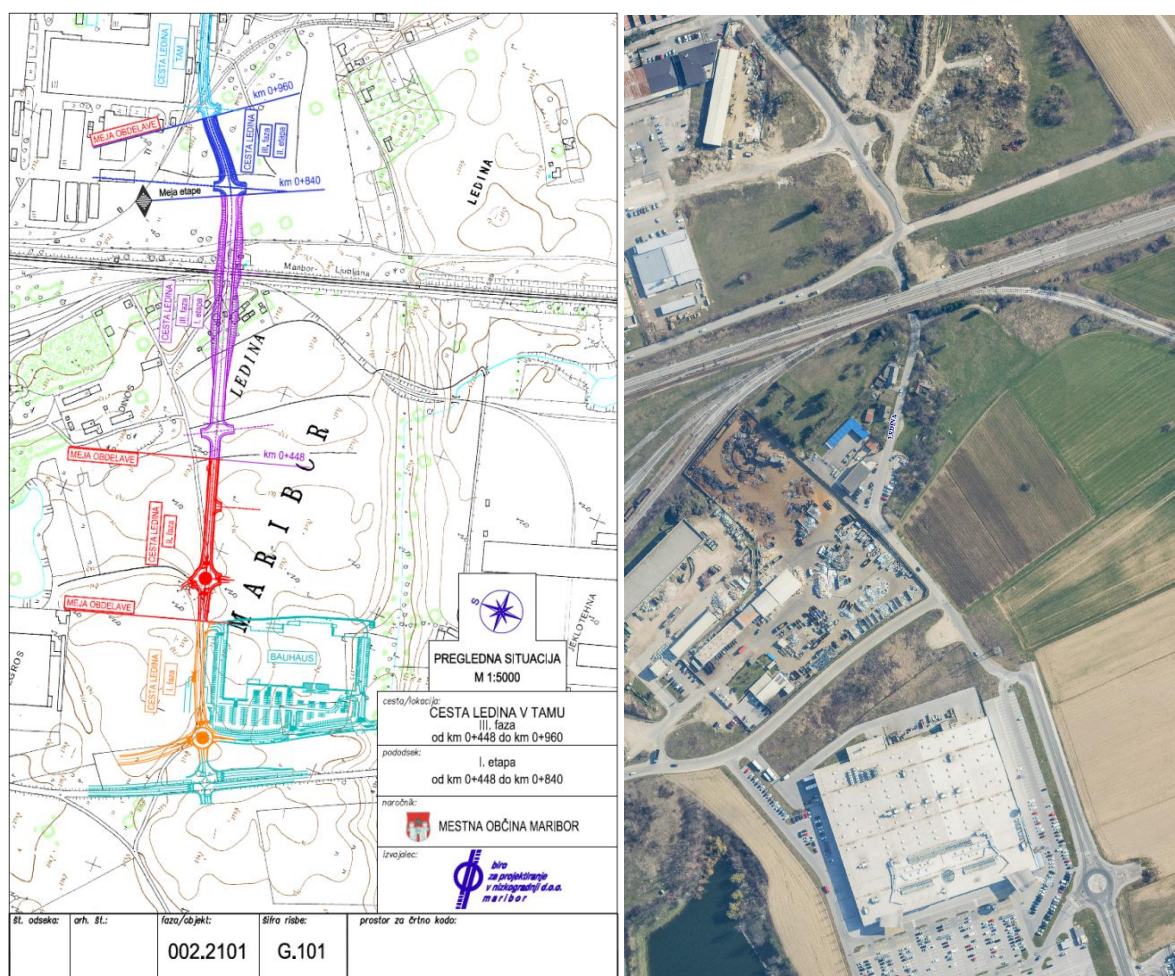 CESTA LEDINA
TAM
km 0+960
MEJA OBDELAVE
CESTA LEDINA
III. faza
II. etapa
km 0+840
Meja etape
LEDINA
Maribor - Ljubljana
CESTA LEDINA
III. faza
I. etapa
LEDINA
DINOS
MARIBOR
MEJA OBDELAVE
km 0+448
CESTA LEDINA
II. faza
MEJA OBDELAVE
BAUHAUS
CESTA LEDINA
I. faza
S
JEKLOTEHNA
PREGLEDNA SITUACIJA
M 1:5000
cesta/lokacija:
CESTA LEDINA V TAMU
III. faza
od km 0+448 do km 0+960
pododsek:
I. etapa
od km 0+448 do km 0+840
naročnik:
MESTNA OBČINA MARIBOR
izvajalec:
biro
za projektiranje
v nizkogradnji d.o.o.
maribor
št. odseka:
arh. št.:
faza/objekt:
002.2101
šifra risbe:
G.101
prostor za črtno kodo:
LEDINA